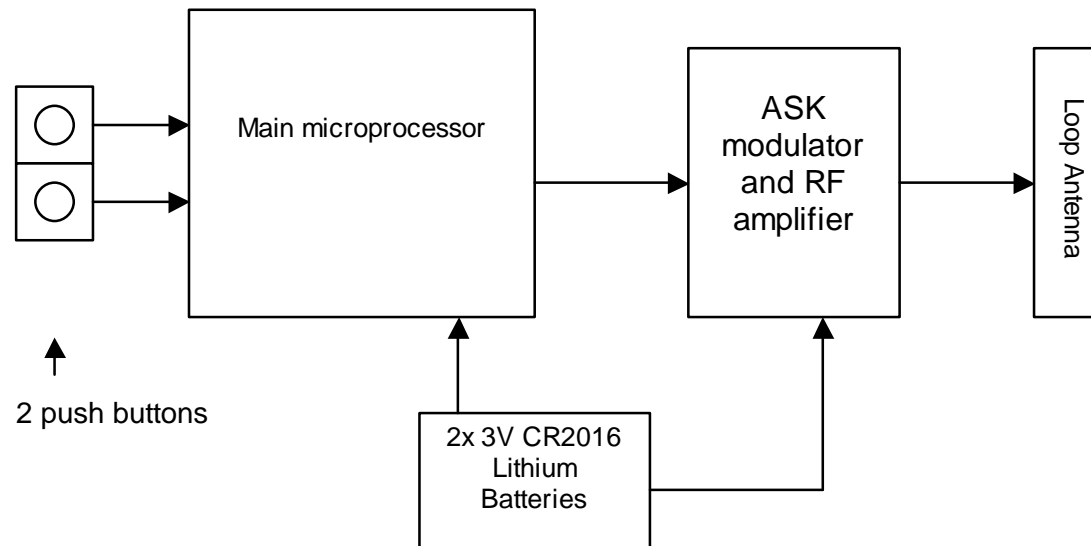 Main microprocessor
ASK
modulator
and RF
amplifier
Loop Antenna
2 push buttons
2x 3V CR2016
Lithium
Batteries